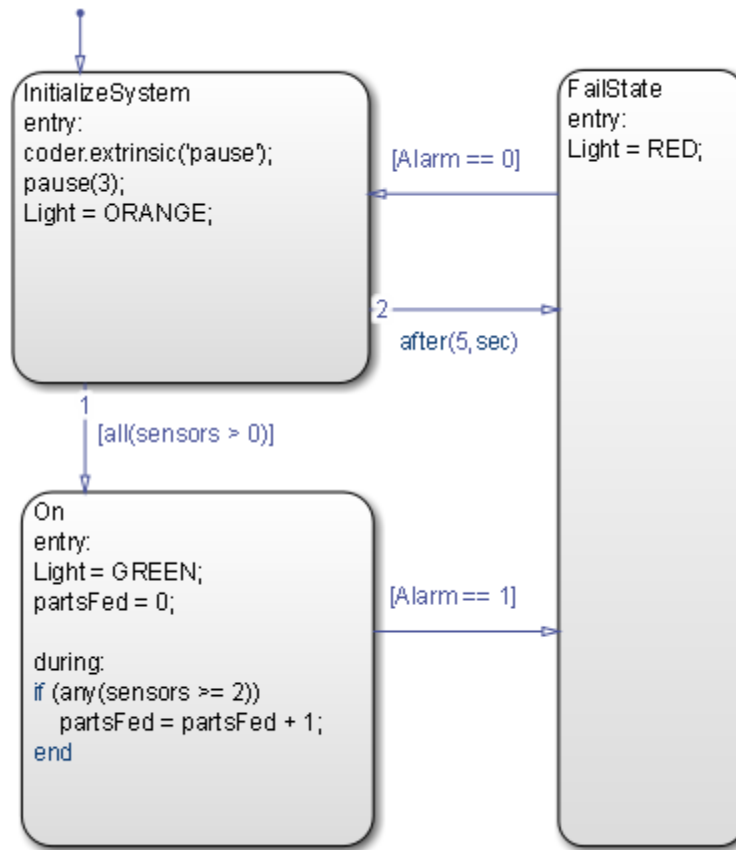 InitializeSystem
entry:
coder.extrinsic('pause');
pause(3);
Light = ORANGE;
FailState
entry:
Light = RED;
[Alarm == 0]
2
after(5,sec)
1
[all(sensors > 0)]
On
entry:
Light = GREEN;
partsFed = 0;
during:
if (any(sensors >= 2))
partsFed = partsFed + 1;
end
[Alarm == 1]